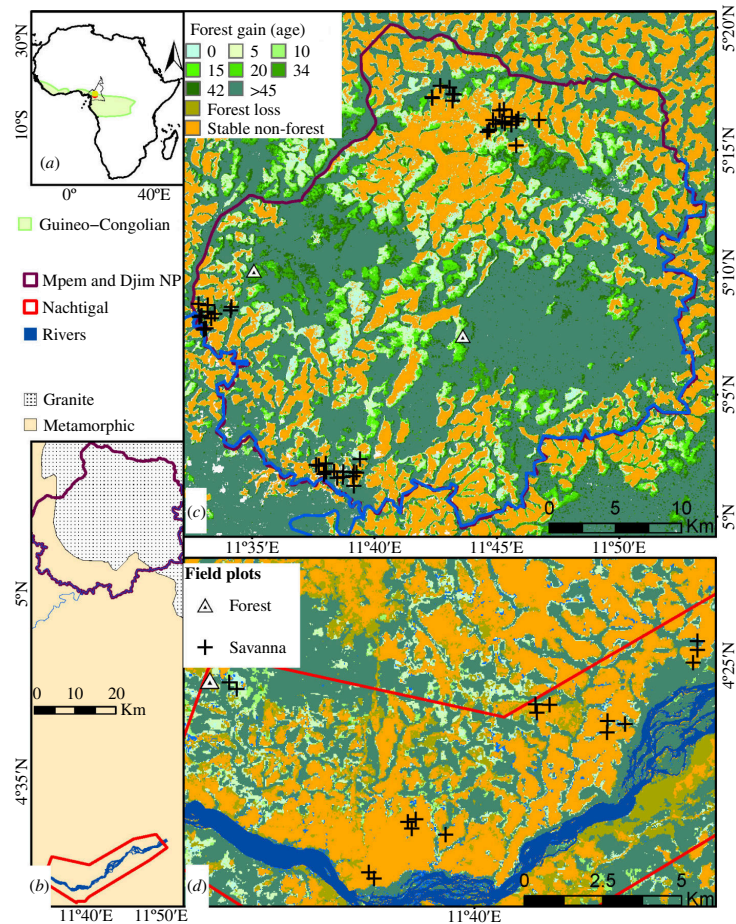 30°N
10°S
(a)
0° 40°E
Forest gain (age)
0 5 10
15 20 34
42 >45
Forest loss
Stable non-forest
5°20′N
5°15′N
5°10′N
5°5′N
5°N
(c)
0 5 10
Km
11°35′E 11°40′E 11°45′E 11°50′E
Guineo−Congolian
Mpem and Djim NP
Nachtigal
Rivers
Granite
Metamorphic
5°N
0 10 20
Km
4°35′N
(b)
11°40′E 11°50′E
Field plots
Forest
Savanna
4°25′N
(d)
0 2.5 5
Km
11°40′E